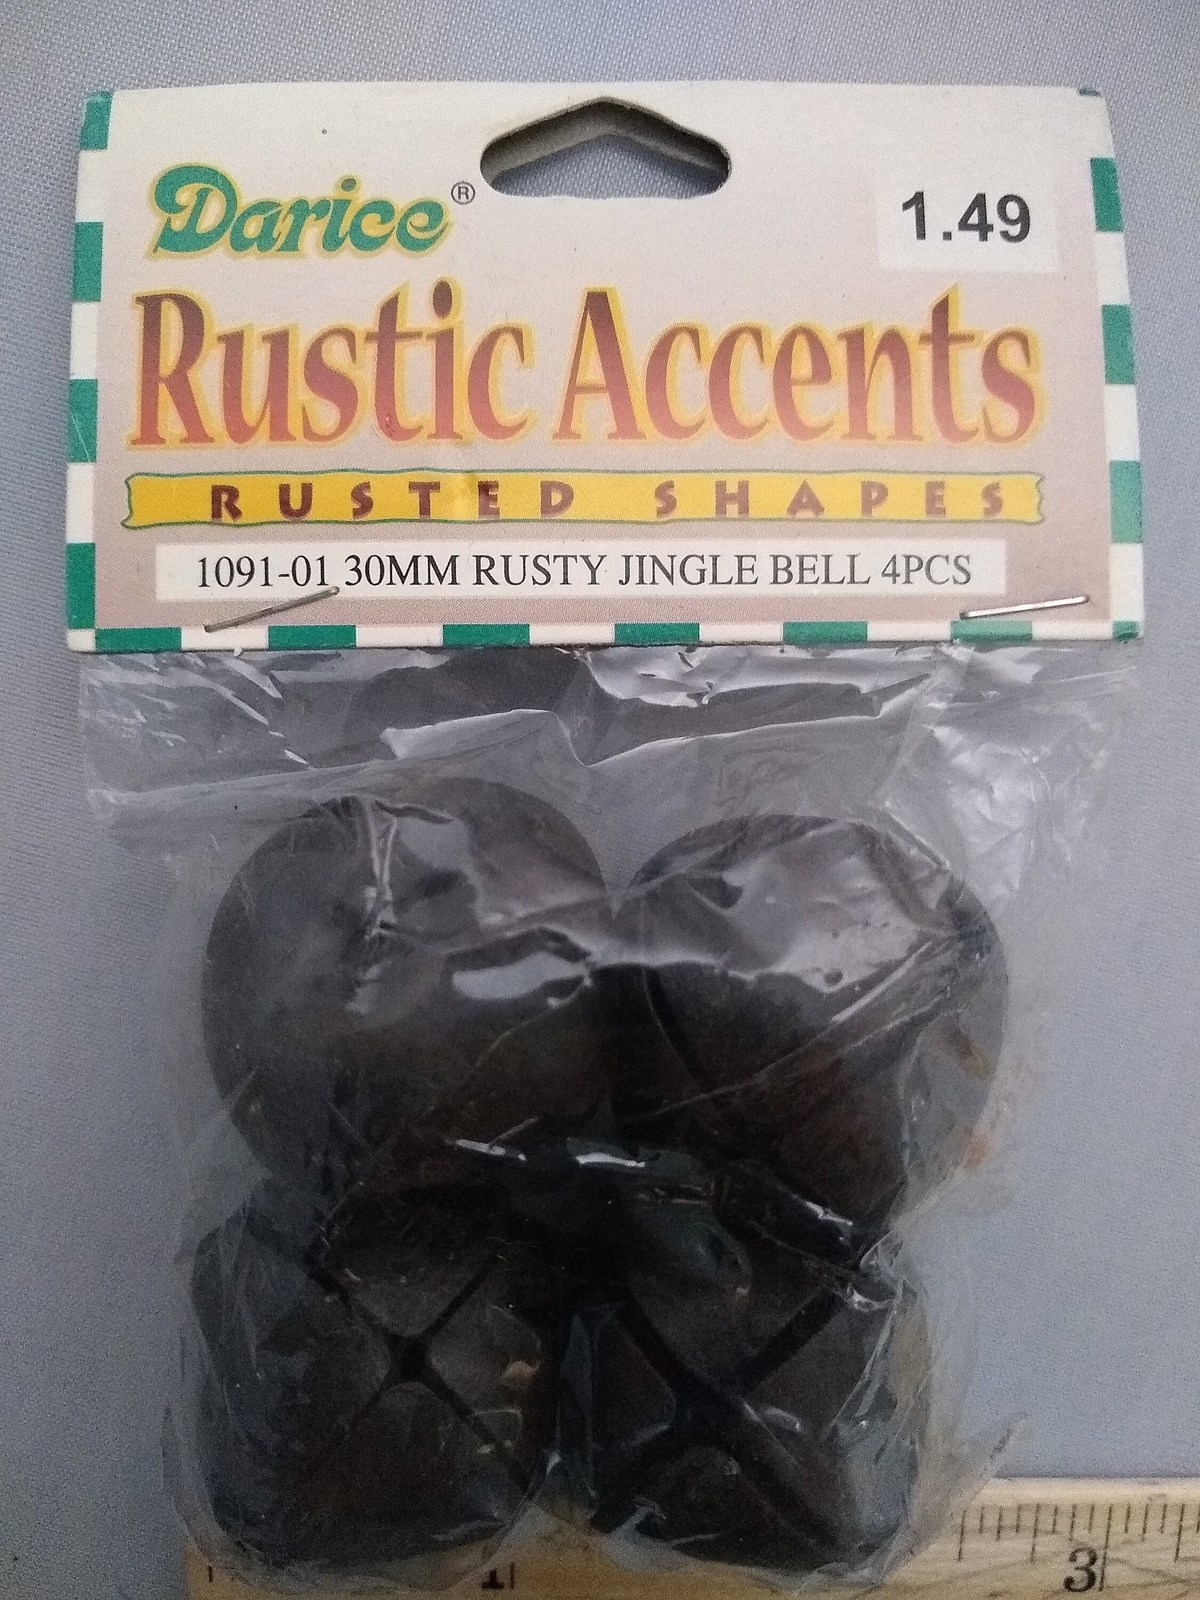 Darice®
1.49
Rustic Accents
RUSTED SHAPES
1091-01 30MM RUSTY JINGLE BELL 4PCS
1
3